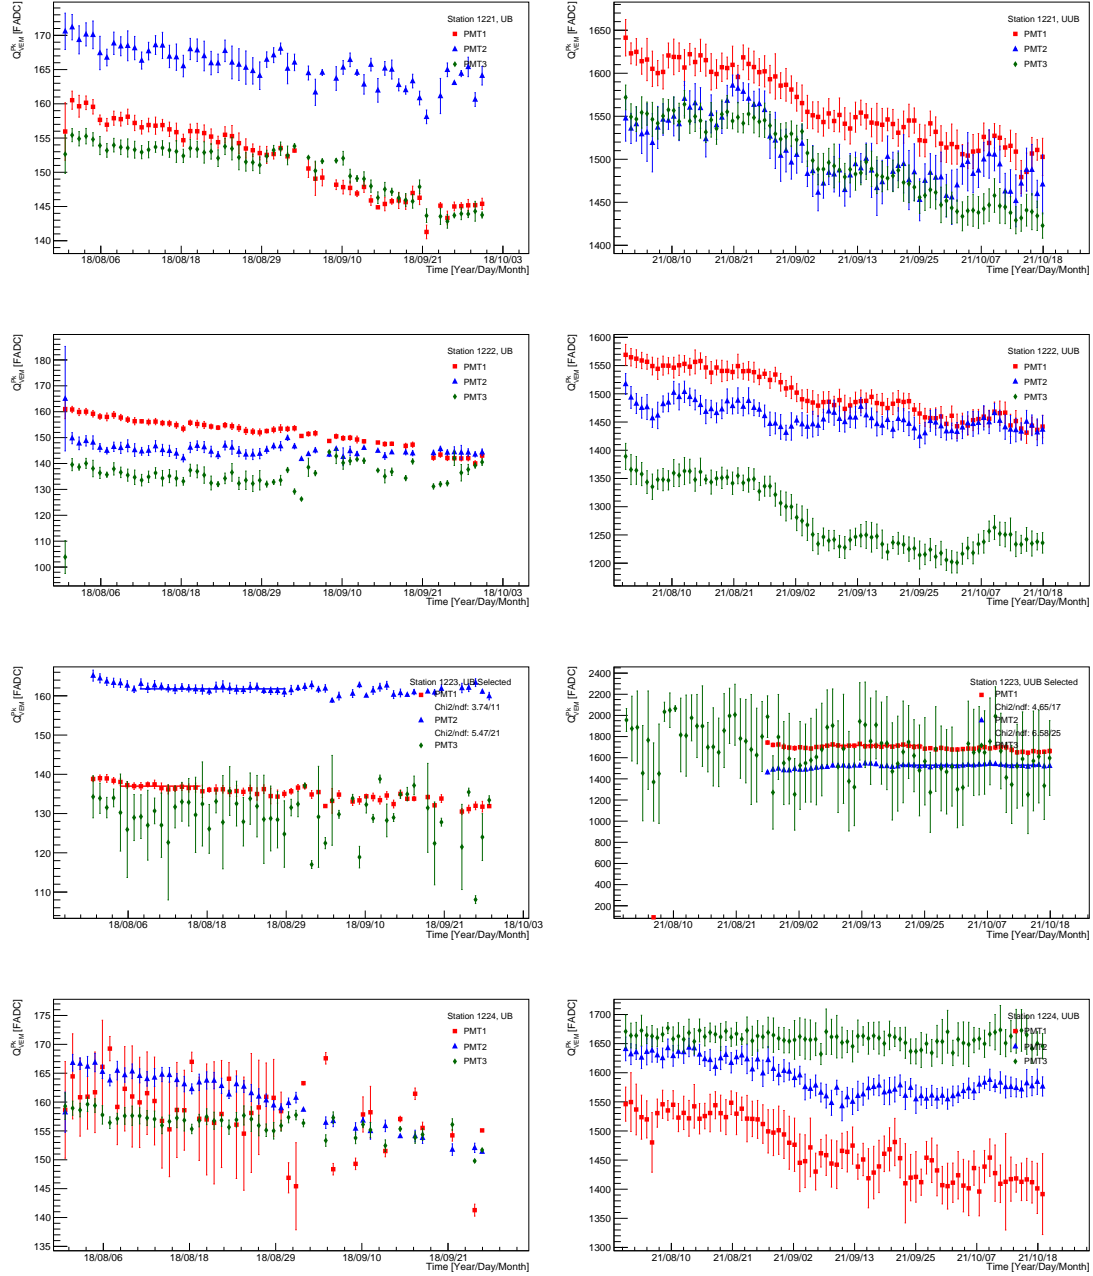 Station 1221, UB
PMT1
PMT2
PMT3
Q^Pk_VEM [FADC]
170
165
160
155
150
145
140
18/08/06
18/08/18
18/08/29
18/09/10
18/09/21
18/10/03
Time [Year/Day/Month]
Station 1221, UUB
PMT1
PMT2
PMT3
Q^Pk_VEM [FADC]
1650
1600
1550
1500
1450
1400
21/08/10
21/08/21
21/09/02
21/09/13
21/09/25
21/10/07
21/10/18
Time [Year/Day/Month]
Station 1222, UB
PMT1
PMT2
PMT3
Q^Pk_VEM [FADC]
180
170
160
150
140
130
120
110
100
18/08/06
18/08/18
18/08/29
18/09/10
18/09/21
18/10/03
Time [Year/Day/Month]
Station 1222, UUB
PMT1
PMT2
PMT3
Q^Pk_VEM [FADC]
1600
1550
1500
1450
1400
1350
1300
1250
1200
21/08/10
21/08/21
21/09/02
21/09/13
21/09/25
21/10/07
21/10/18
Time [Year/Day/Month]
Station 1223, UB Selected
PMT1
Chi2/ndf: 3.74/11
PMT2
Chi2/ndf: 5.47/21
PMT3
Q^Pk_VEM [FADC]
160
150
140
130
120
110
18/08/06
18/08/18
18/08/29
18/09/10
18/09/21
18/10/03
Time [Year/Day/Month]
Station 1223, UUB Selected
PMT1
Chi2/ndf: 4.65/17
PMT2
Chi2/ndf: 6.58/25
PMT3
Q^Pk_VEM [FADC]
2400
2200
2000
1800
1600
1400
1200
1000
800
600
400
200
21/08/10
21/08/21
21/09/02
21/09/13
21/09/25
21/10/07
21/10/18
Time [Year/Day/Month]
Station 1224, UB
PMT1
PMT2
PMT3
Q^Pk_VEM [FADC]
175
170
165
160
155
150
145
140
135
18/08/06
18/08/18
18/08/29
18/09/10
18/09/21
Time [Year/Day/Month]
Station 1224, UUB
PMT1
PMT2
PMT3
Q^Pk_VEM [FADC]
1700
1650
1600
1550
1500
1450
1400
1350
1300
21/08/10
21/08/21
21/09/02
21/09/13
21/09/25
21/10/07
21/10/18
Time [Year/Day/Month]